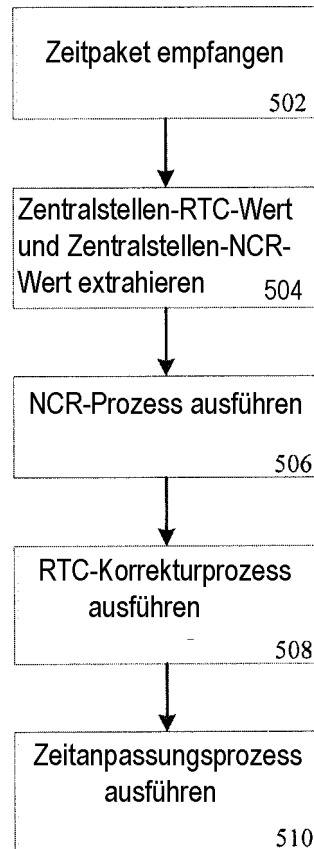 Zeitpaket empfangen
502
Zentralstellen-RTC-Wert
und Zentralstellen-NCR-
Wert extrahieren 504
NCR-Prozess ausführen
506
RTC-Korrekturprozess
ausführen
508
Zeitanpassungsprozess
ausführen
510